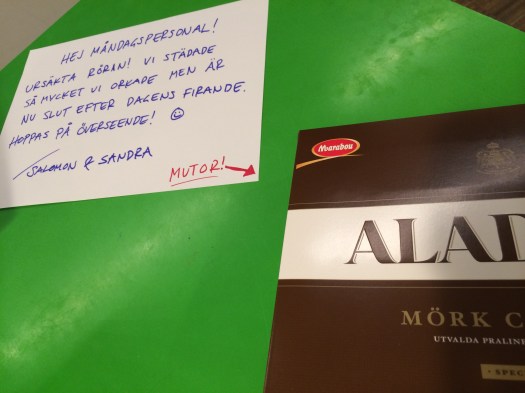 HEJ MÅNDAGSPERSONAL!
URSÄKTA RÖRAN! VI STÄDADE
SÅ MYCKET VI ORKADE MEN ÄR
NU SLUT EFTER DAGENS FIRANDE.
HOPPAS PÅ ÖVERSEENDE! ☺
/SALOMON & SANDRA
MUTOR! →
Marabou
ALAD
MÖRK C
UTVALDA PRALINE
• SPEC